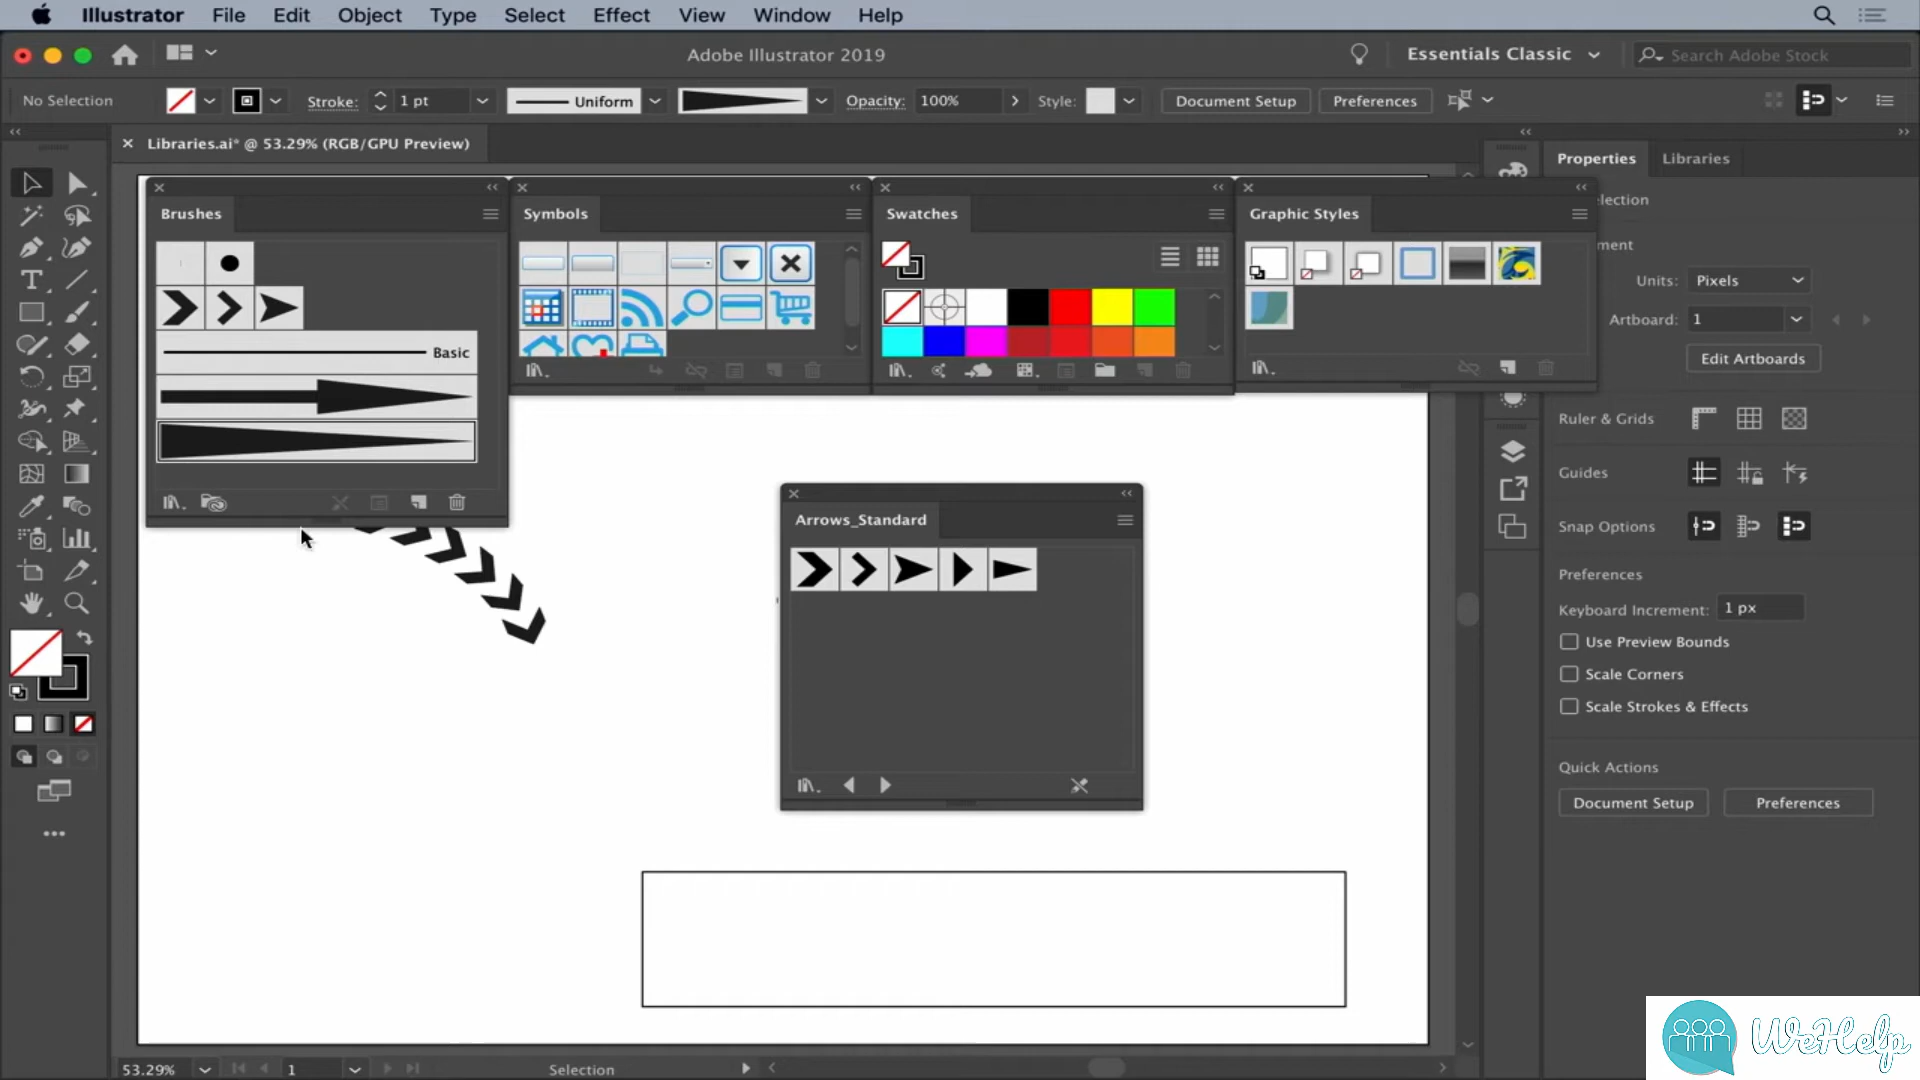 Illustrator File Edit Object Type Select Effect View Window Help
Adobe Illustrator 2019
Essentials Classic
Search Adobe Stock
No Selection
Stroke: 1 pt
Uniform
Opacity: 100%
Style:
Document Setup
Preferences
Libraries.ai* @ 53.29% (RGB/GPU Preview)
Properties
Libraries
Brushes
Symbols
Swatches
Graphic Styles
Basic
Units: Pixels
Artboard: 1
Edit Artboards
Ruler & Grids
Guides
Snap Options
Arrows_Standard
Preferences
Keyboard Increment: 1 px
Use Preview Bounds
Scale Corners
Scale Strokes & Effects
Quick Actions
Document Setup
Preferences
53.29%
1
Selection
WeHelp